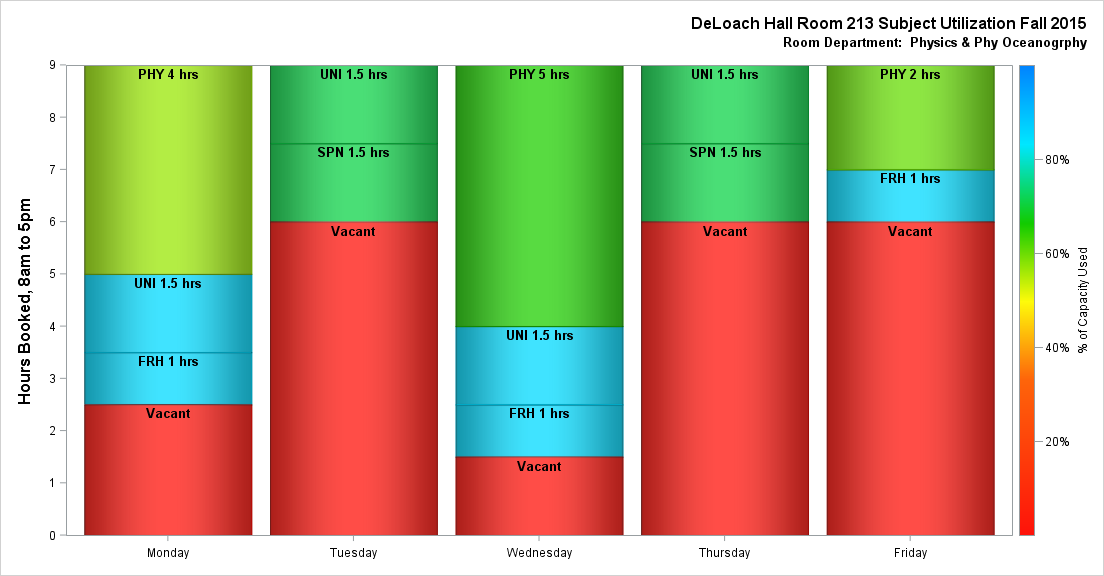 DeLoach Hall Room 213 Subject Utilization Fall 2015
Room Department:  Physics & Phy Oceanogrphy
Hours Booked, 8am to 5pm
9
8
7
6
5
4
3
2
1
0
PHY 4 hrs
UNI 1.5 hrs
FRH 1 hrs
Vacant
UNI 1.5 hrs
SPN 1.5 hrs
Vacant
PHY 5 hrs
UNI 1.5 hrs
FRH 1 hrs
Vacant
UNI 1.5 hrs
SPN 1.5 hrs
Vacant
PHY 2 hrs
FRH 1 hrs
Vacant
Monday
Tuesday
Wednesday
Thursday
Friday
80%
60%
40%
20%
% of Capacity Used